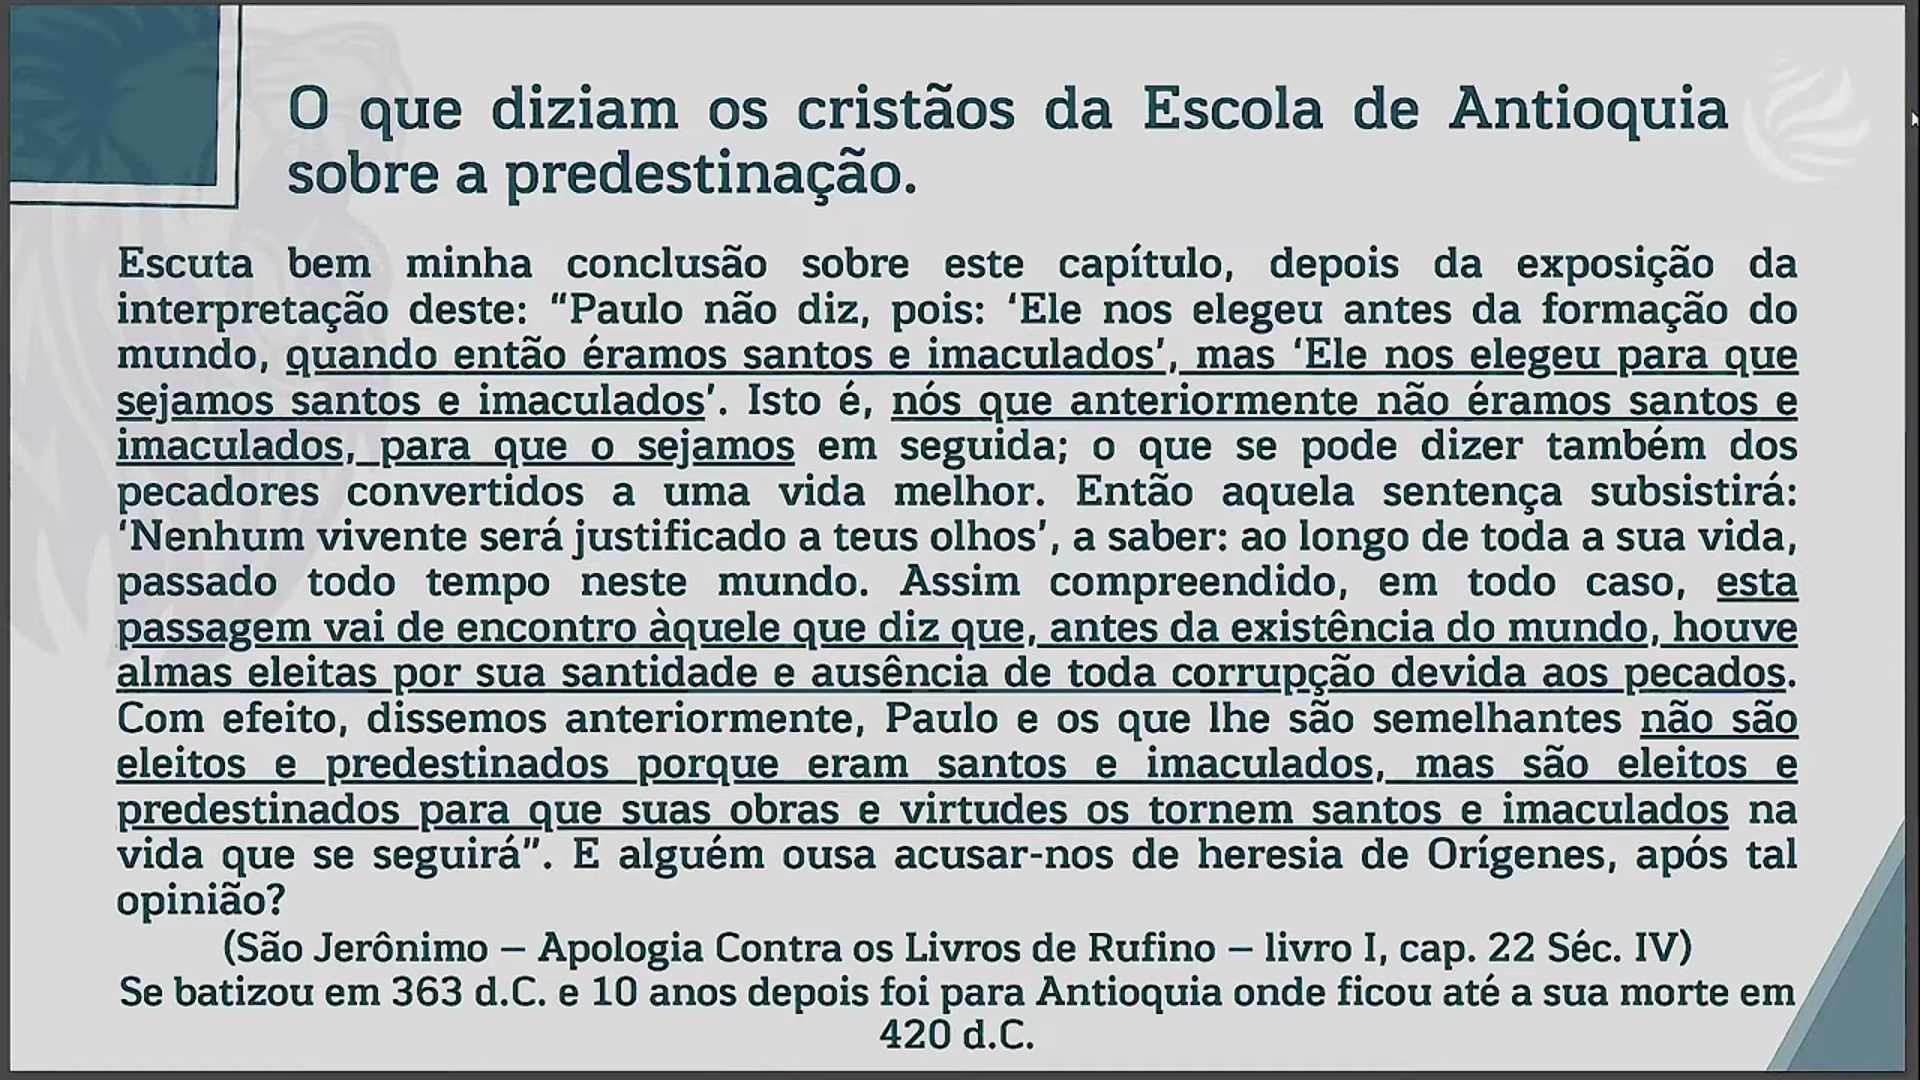 O que diziam os cristãos da Escola de Antioquia
sobre a predestinação.
Escuta bem minha conclusão sobre este capítulo, depois da exposição da
interpretação deste: “Paulo não diz, pois: ‘Ele nos elegeu antes da formação do
mundo, quando então éramos santos e imaculados’, mas ‘Ele nos elegeu para que
sejamos santos e imaculados’. Isto é, nós que anteriormente não éramos santos e
imaculados, para que o sejamos em seguida; o que se pode dizer também dos
pecadores convertidos a uma vida melhor. Então aquela sentença subsistirá:
‘Nenhum vivente será justificado a teus olhos’, a saber: ao longo de toda a sua vida,
passado todo tempo neste mundo. Assim compreendido, em todo caso, esta
passagem vai de encontro àquele que diz que, antes da existência do mundo, houve
almas eleitas por sua santidade e ausência de toda corrupção devida aos pecados.
Com efeito, dissemos anteriormente, Paulo e os que lhe são semelhantes não são
eleitos e predestinados porque eram santos e imaculados, mas são eleitos e
predestinados para que suas obras e virtudes os tornem santos e imaculados na
vida que se seguirá”. E alguém ousa acusar-nos de heresia de Orígenes, após tal
opinião?
(São Jerônimo – Apologia Contra os Livros de Rufino – livro I, cap. 22 Séc. IV)
Se batizou em 363 d.C. e 10 anos depois foi para Antioquia onde ficou até a sua morte em
420 d.C.